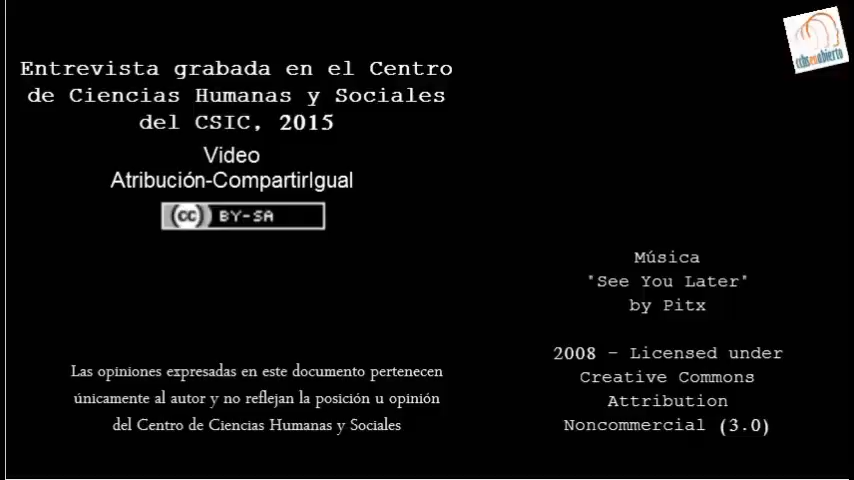 Entrevista grabada en el Centro
de Ciencias Humanas y Sociales
del CSIC, 2015
Video
Atribución-CompartirIgual
(cc) BY-SA
Las opiniones expresadas en este documento pertenecen
únicamente al autor y no reflejan la posición u opinión
del Centro de Ciencias Humanas y Sociales
cchsenabierto
Música
"See You Later"
by Pitx
2008 - Licensed under
Creative Commons
Attribution
Noncommercial (3.0)